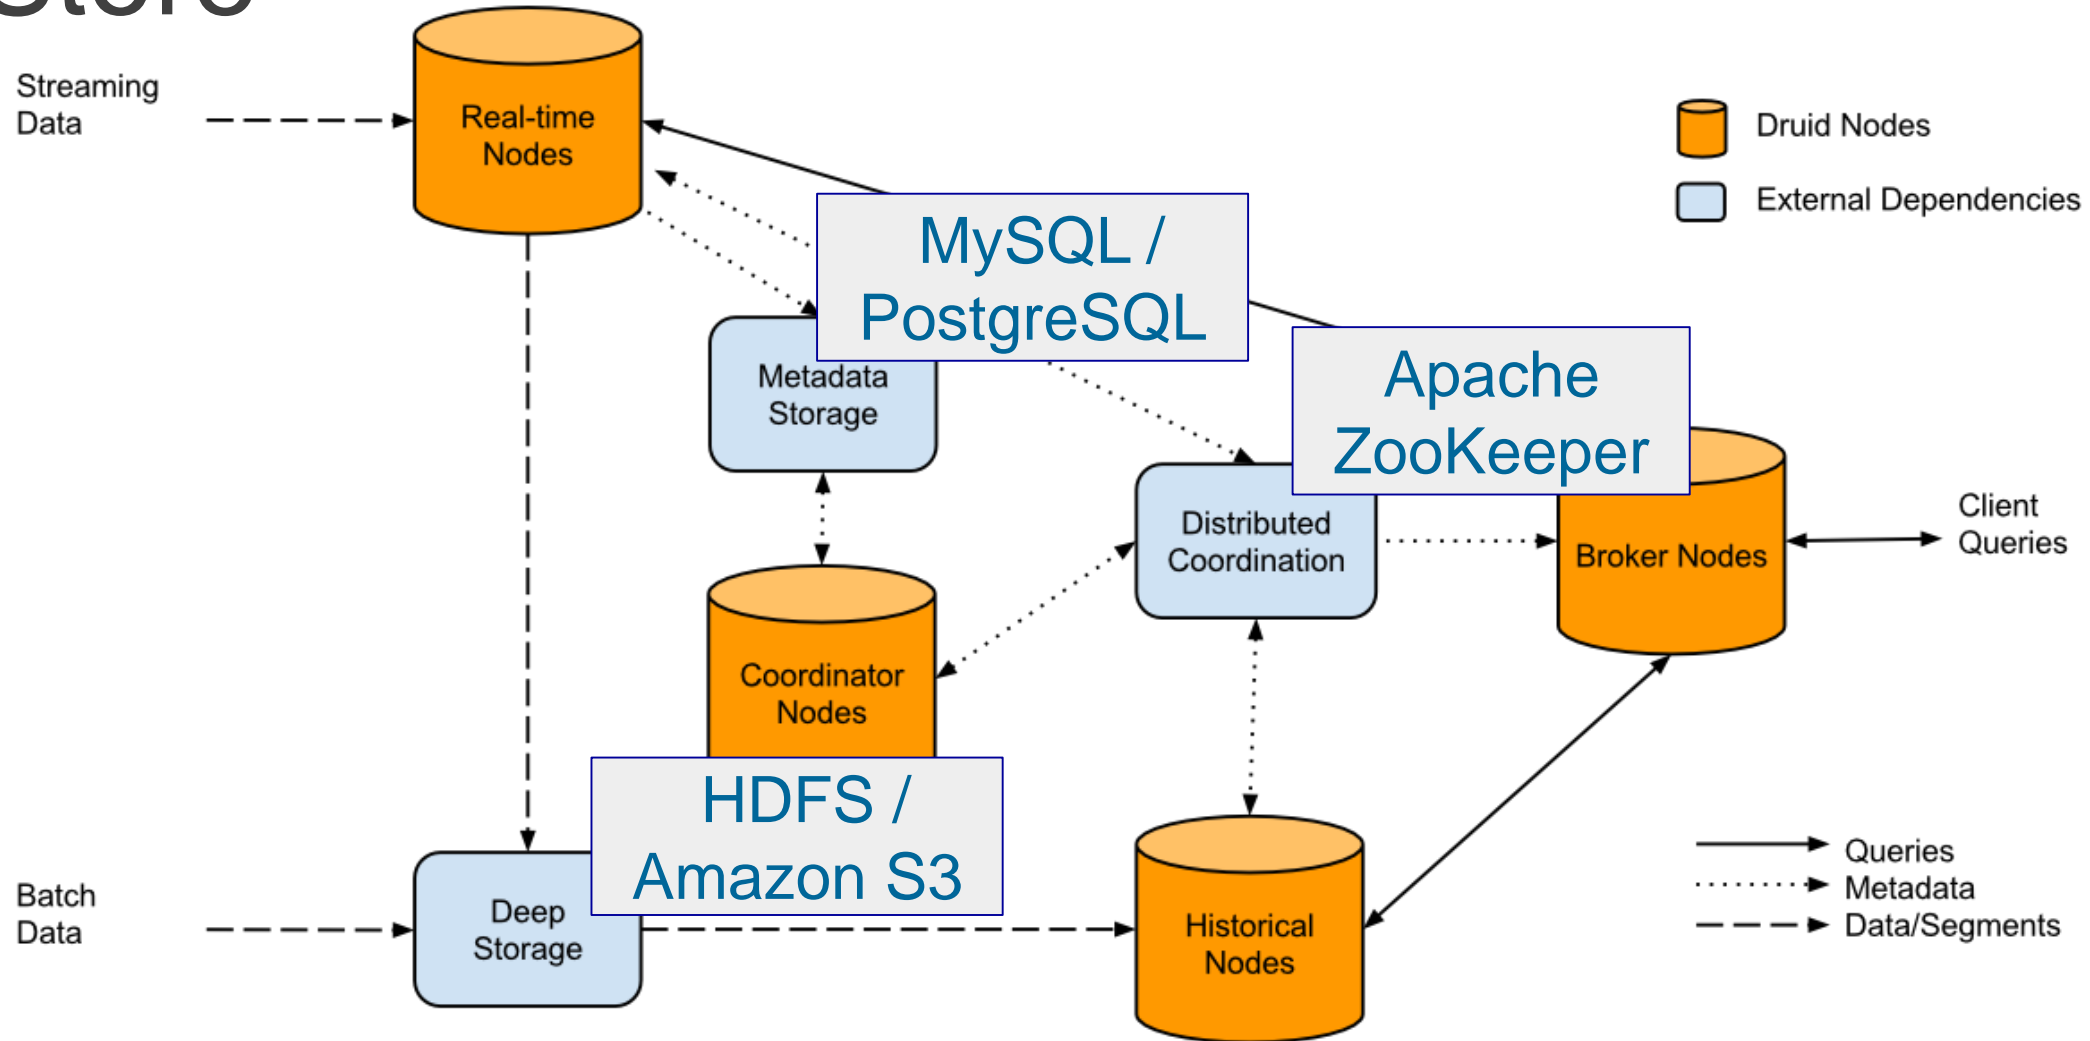 Store
Streaming
Data
Real-time
Nodes
Druid Nodes
External Dependencies
MySQL /
PostgreSQL
Metadata
Storage
Apache
ZooKeeper
Distributed
Coordination
Broker Nodes
Client
Queries
Coordinator
Nodes
HDFS /
Amazon S3
Batch
Data
Deep
Storage
Historical
Nodes
Queries
Metadata
Data/Segments